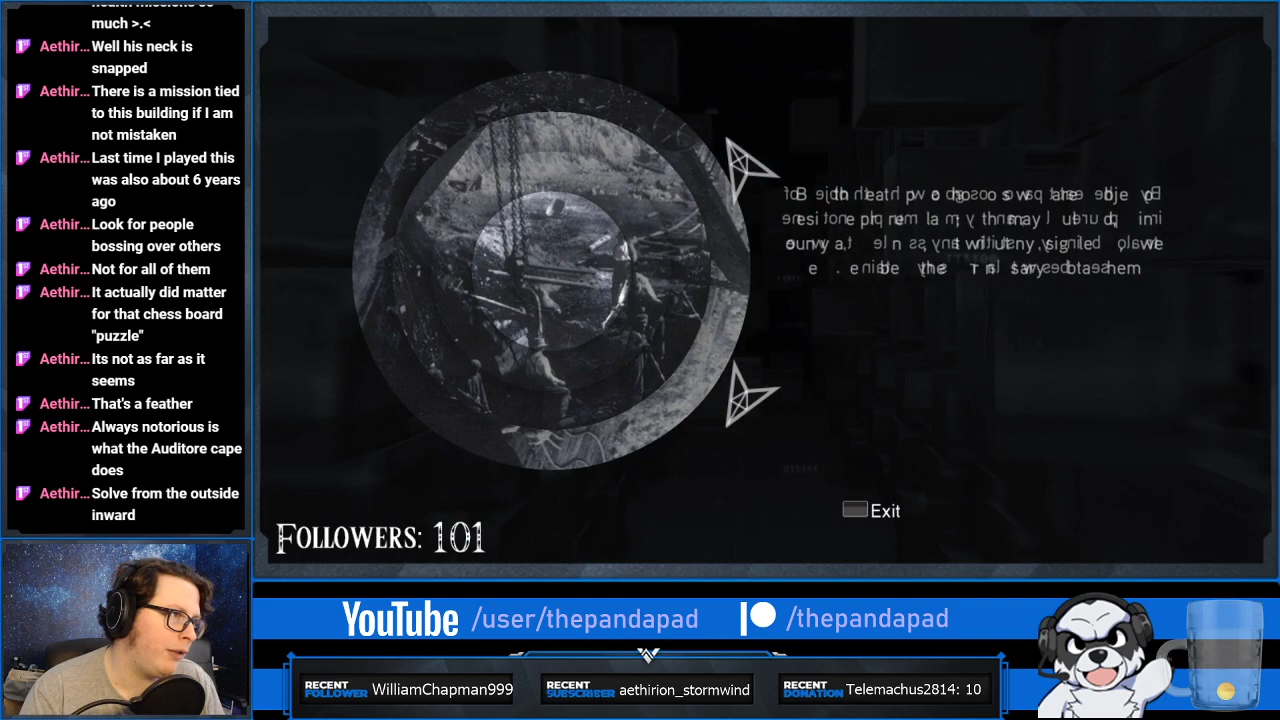 much >.<
Aethir... Well his neck is
snapped
Aethir... There is a mission tied
to this building if I am
not mistaken
Aethir... Last time I played this
was also about 6 years
ago
Aethir... Look for people
bossing over others
Aethir... Not for all of them
Aethir... It actually did matter
for that chess board
"puzzle"
Aethir... Its not as far as it
seems
Aethir... That's a feather
Aethir... Always notorious is
what the Auditore cape
does
Aethir... Solve from the outside
inward
Exit
FOLLOWERS: 101
YouTube /user/thepandapad /thepandapad
RECENT FOLLOWER WilliamChapman999
RECENT SUBSCRIBER aethirion_stormwind
RECENT DONATION Telemachus2814: 10